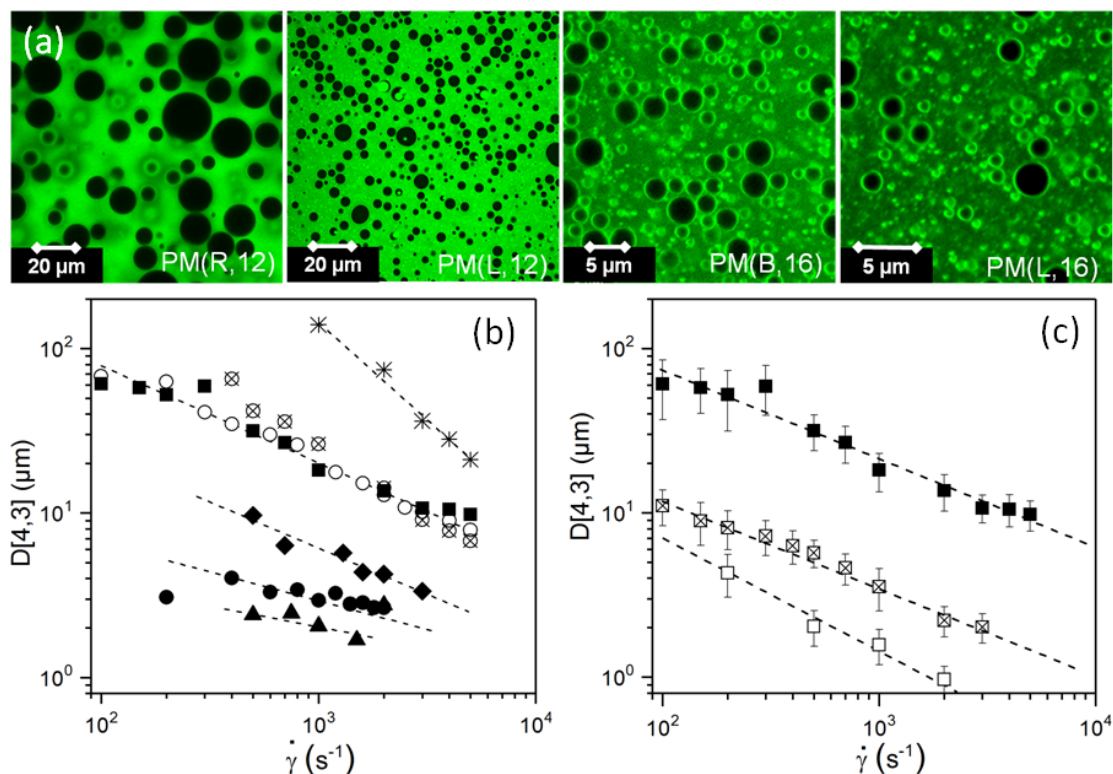 (a)
20 µm PM(R,12)
20 µm PM(L,12)
5 µm PM(B,16)
5 µm PM(L,16)
(b)
D[4,3] (µm)
10²
10¹
10⁰
10² 10³ 10⁴
γ̇ (s⁻¹)
(c)
D[4,3] (µm)
10²
10¹
10⁰
10² 10³ 10⁴
γ̇ (s⁻¹)